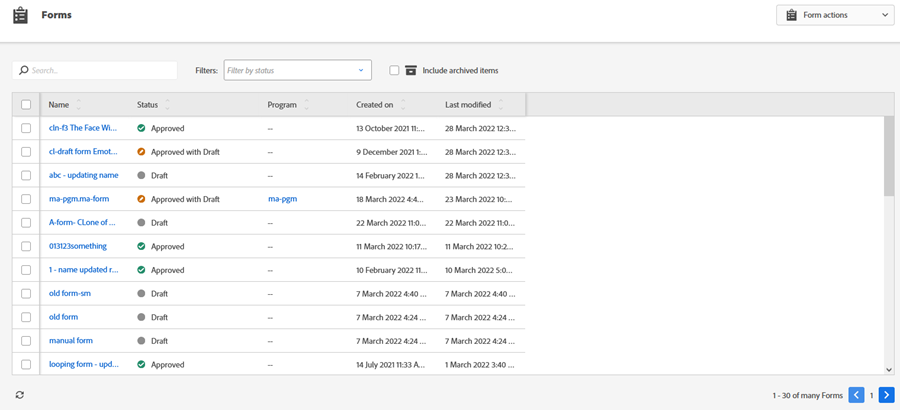 Forms
Form actions
Search...
Filters:
Filter by status
Include archived items
Name Status Program Created on Last modified
cln-f3 The Face Wi... Approved -- 13 October 2021 11:... 28 March 2022 12:3...
cl-draft form Emot... Approved with Draft -- 9 December 2021 1... 28 March 2022 12:3...
abc - updating name Draft -- 14 February 2022 1... 28 March 2022 12:3...
ma-pgm.ma-form Approved with Draft ma-pgm 18 March 2022 4:4... 23 March 2022 10:...
A-form- CLone of ... Draft -- 22 March 2022 11:0... 22 March 2022 11:0...
013123something Approved -- 11 March 2022 10:17... 11 March 2022 10:2...
1 - name updated r... Approved -- 10 February 2022 11... 10 March 2022 5:0...
old form-sm Draft -- 7 March 2022 4:40 ... 7 March 2022 4:40 ...
old form Draft -- 7 March 2022 4:24 ... 7 March 2022 4:24 ...
manual form Draft -- 7 March 2022 4:24 ... 7 March 2022 4:24 ...
looping form - upd... Approved -- 14 July 2021 11:33 A... 1 March 2022 3:40 ...
1 - 30 of many Forms 1